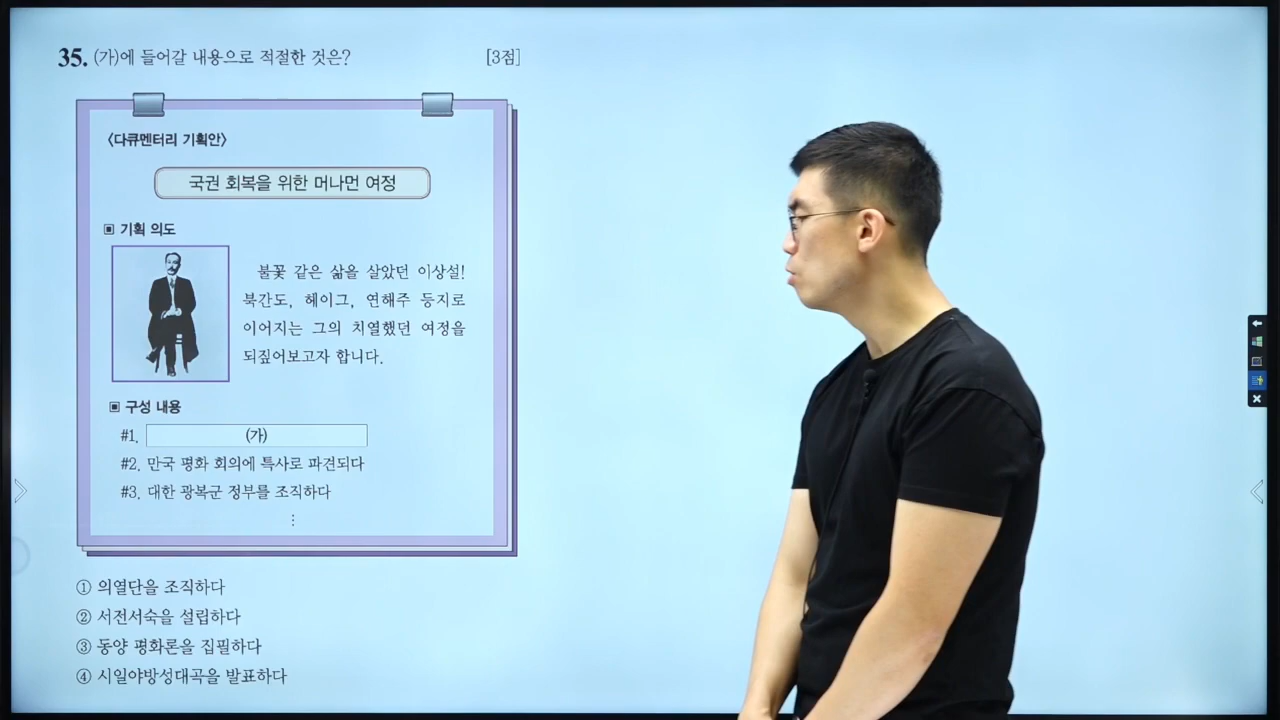 35. (가)에 들어갈 내용으로 적절한 것은? [3점]
〈다큐멘터리 기획안〉
국권 회복을 위한 머나먼 여정
▣ 기획 의도
불꽃 같은 삶을 살았던 이상설!
북간도, 헤이그, 연해주 등지로
이어지는 그의 치열했던 여정을
되짚어보고자 합니다.
▣ 구성 내용
#1. (가)
#2. 만국 평화 회의에 특사로 파견되다
#3. 대한 광복군 정부를 조직하다
⋮
① 의열단을 조직하다
② 서전서숙을 설립하다
③ 동양 평화론을 집필하다
④ 시일야방성대곡을 발표하다